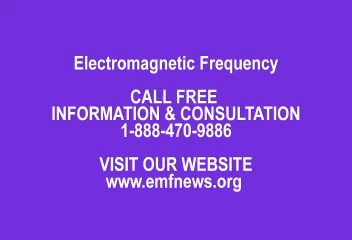 Electromagnetic Frequency
CALL FREE
INFORMATION & CONSULTATION
1-888-470-9886
VISIT OUR WEBSITE
www.emfnews.org